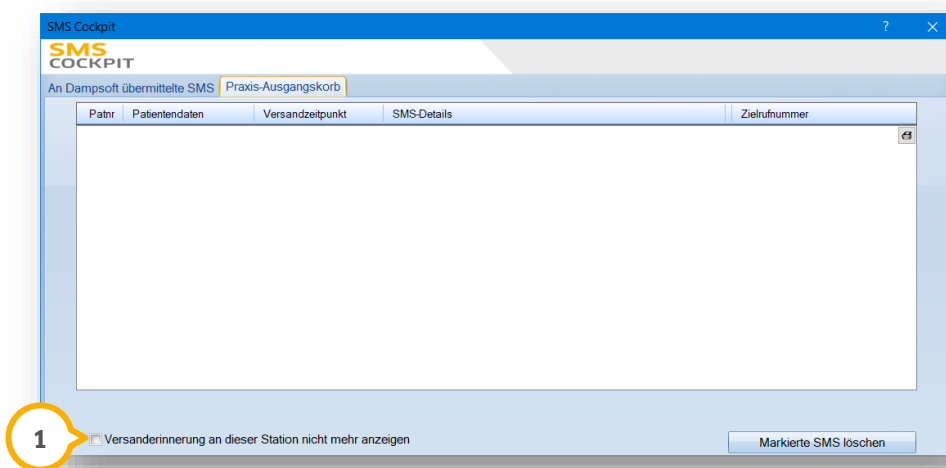 SMS Cockpit ?
SMS
COCKPIT
An Dampsoft übermittelte SMS Praxis-Ausgangskorb
Patnr Patientendaten Versandzeitpunkt SMS-Details Zielrufnummer
1 Versanderinnerung an dieser Station nicht mehr anzeigen Markierte SMS löschen